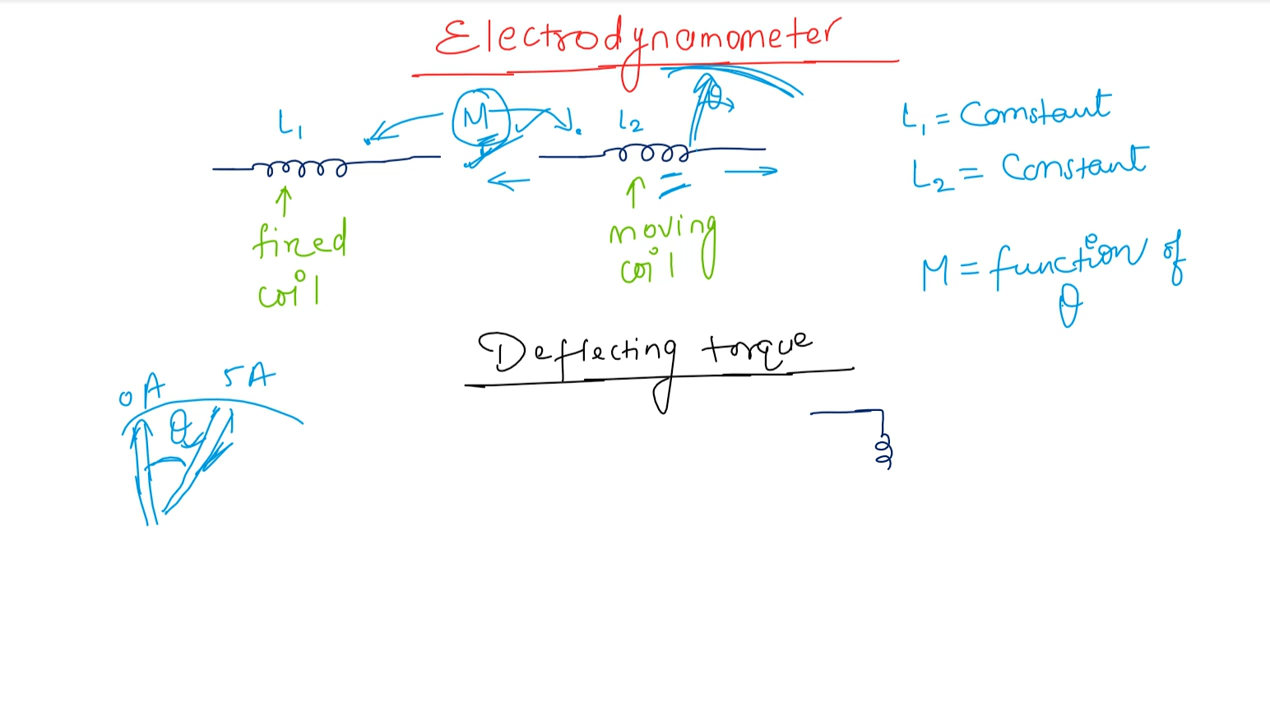 Electrodynamometer
L1 M L2 θ
fixed coil
moving coil
L1 = Constant
L2 = Constant
M = function of θ
Deflecting torque
0A 5A
θ